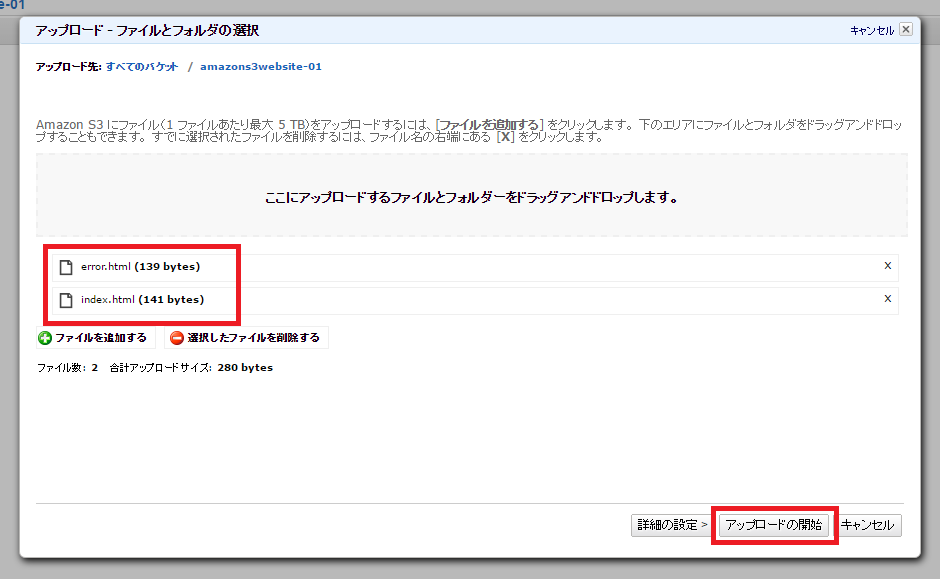 e-01
アップロード - ファイルとフォルダの選択
キャンセル X
アップロード先: すべてのバケット / amazons3website-01
Amazon S3 にファイル(1 ファイルあたり最大 5 TB)をアップロードするには、[ファイルを追加する] をクリックします。下のエリアにファイルとフォルダをドラッグアンドドロッ
プすることもできます。すでに選択されたファイルを削除するには、ファイル名の右端にある [X] をクリックします。
ここにアップロードするファイルとフォルダーをドラッグアンドドロップします。
error.html (139 bytes) X
index.html (141 bytes) X
ファイルを追加する 選択したファイルを削除する
ファイル数: 2 合計アップロードサイズ: 280 bytes
詳細の設定 > アップロードの開始 キャンセル